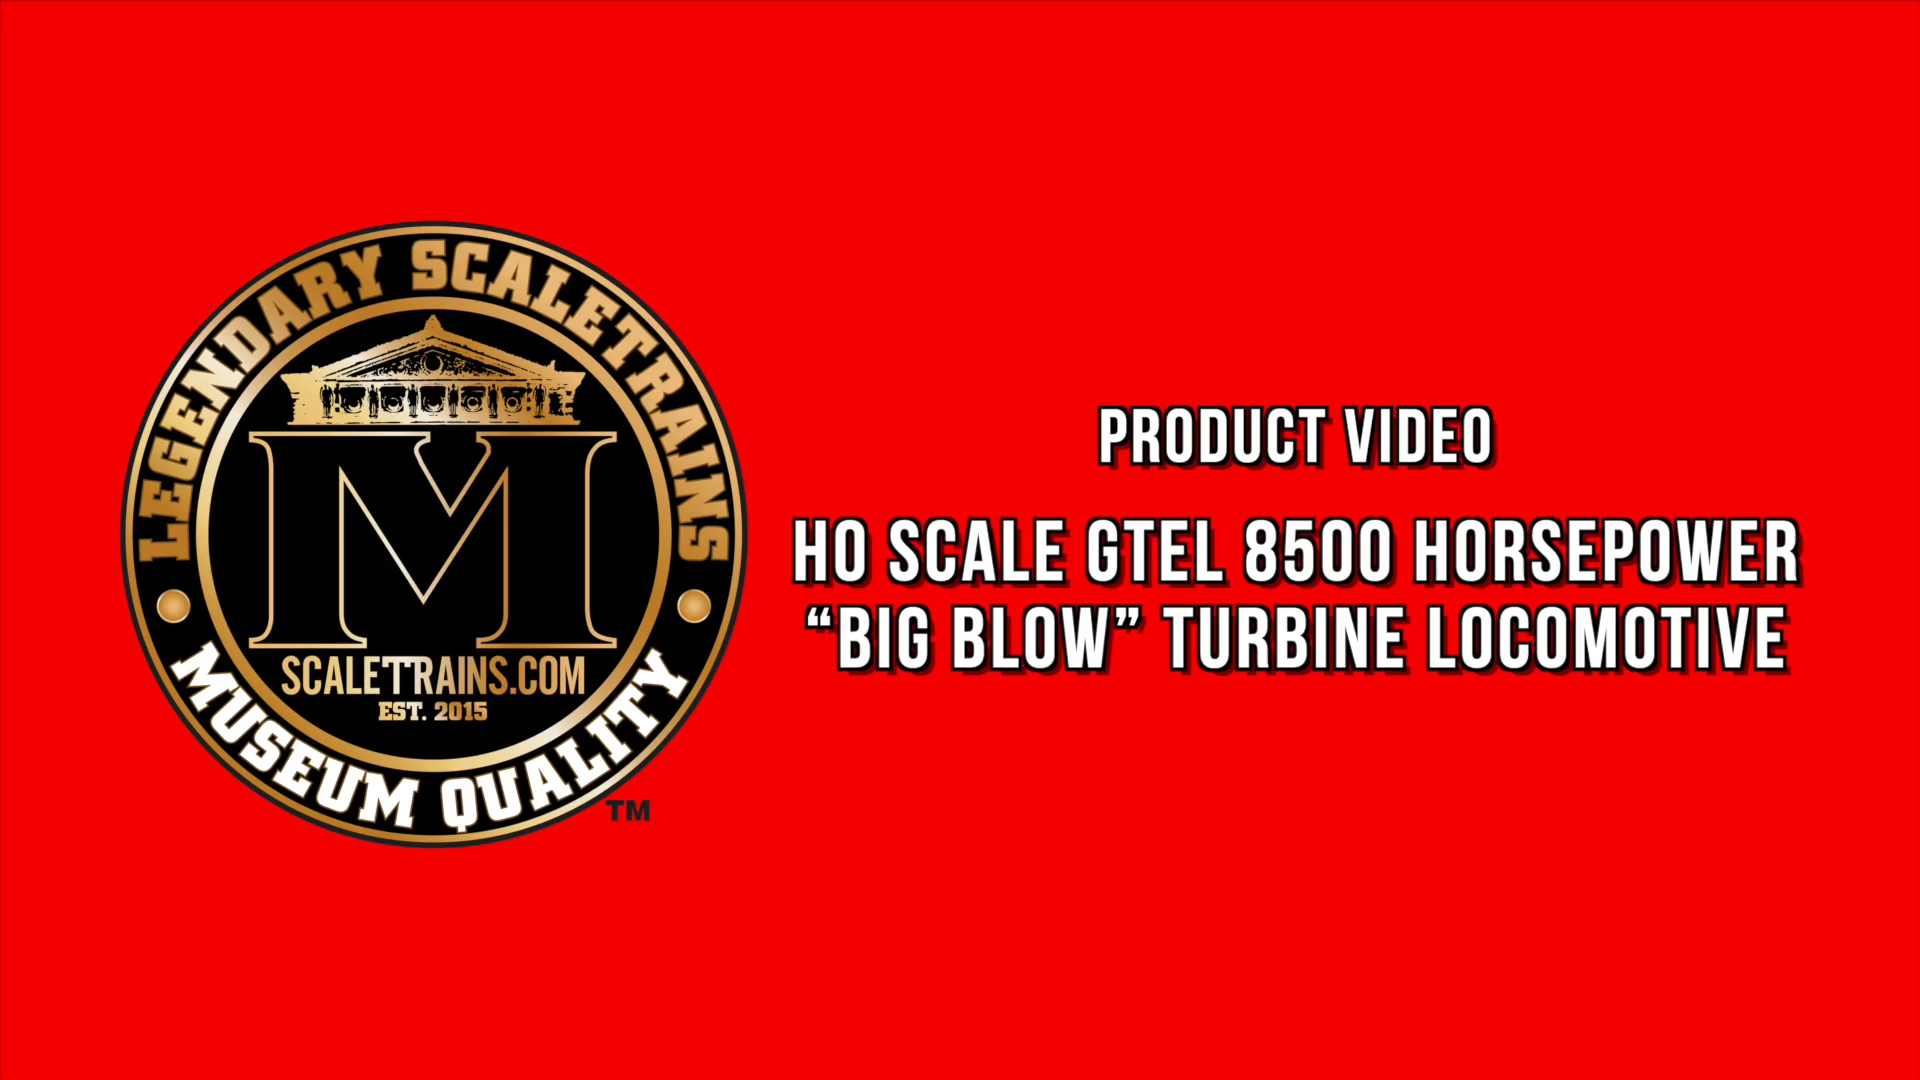 LEGENDARY SCALETRAINS
M
SCALETRAINS.COM
EST. 2015
MUSEUM QUALITY
TM
PRODUCT VIDEO
HO SCALE GTEL 8500 HORSEPOWER
“BIG BLOW” TURBINE LOCOMOTIVE